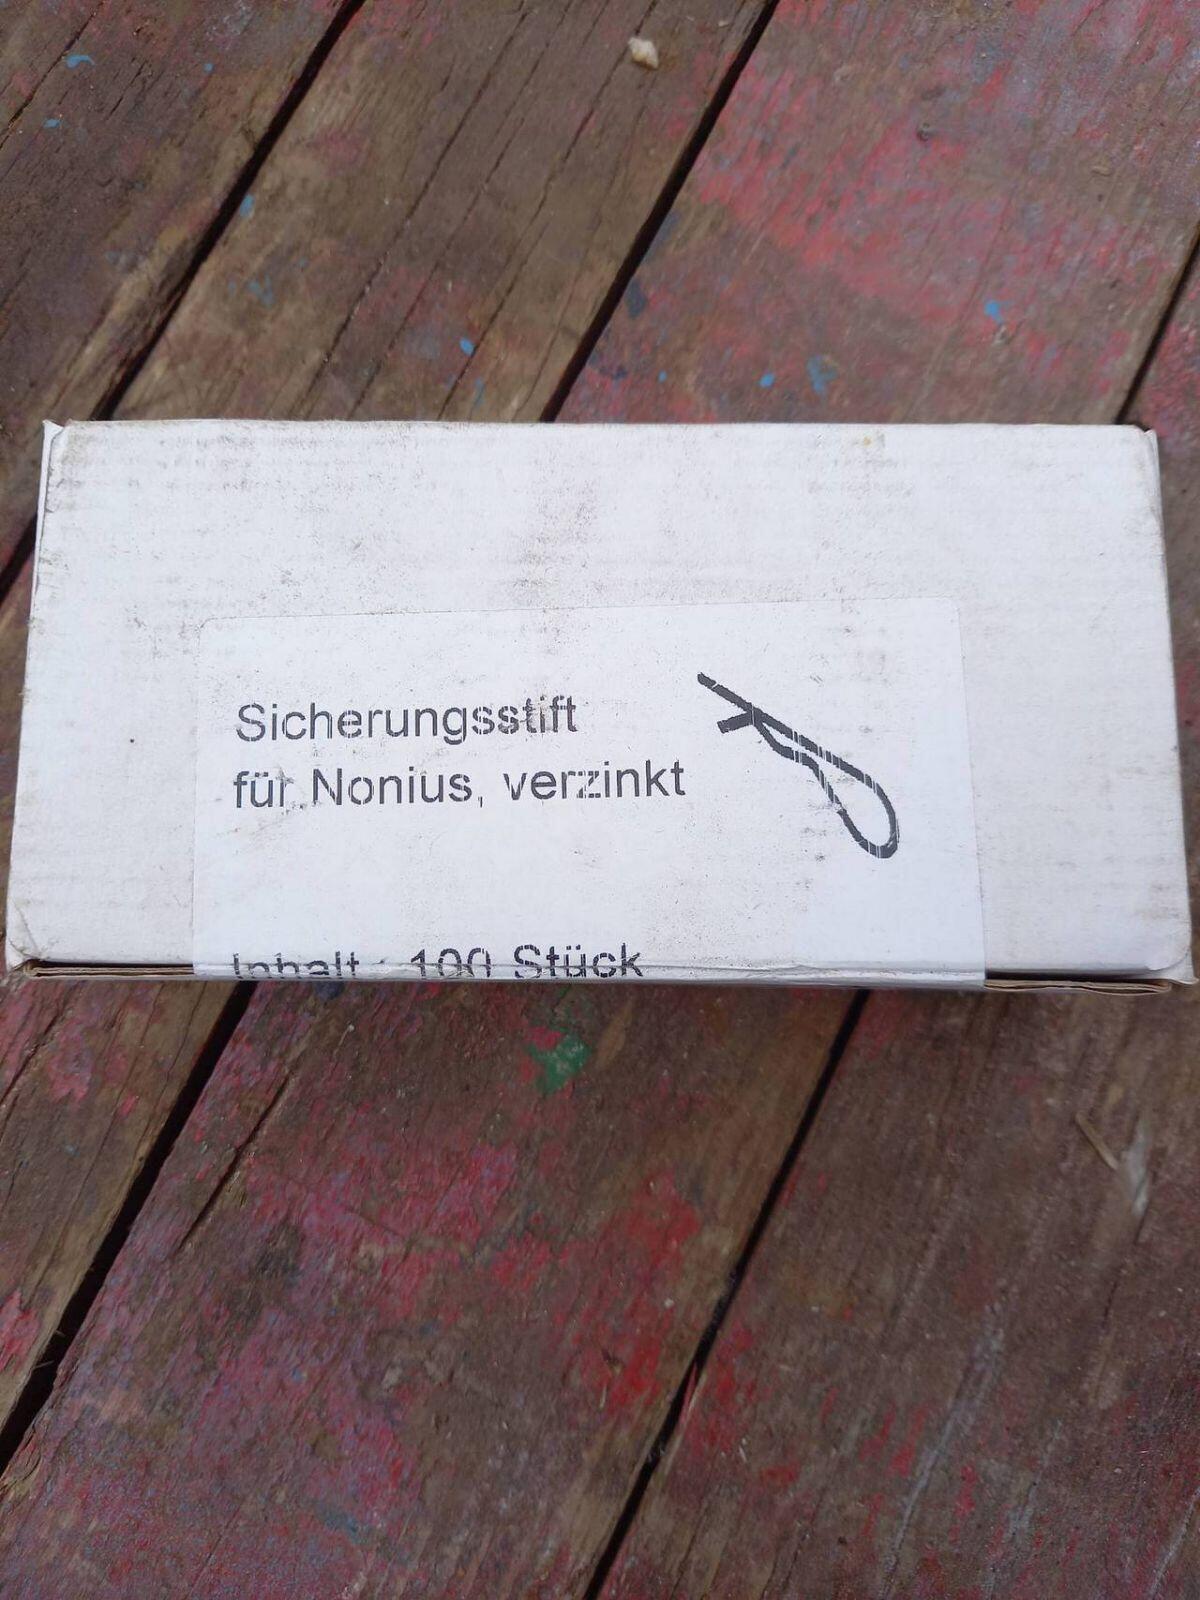 Sicherungsstift
für Nonius, verzinkt
Inhalt : 100 Stück